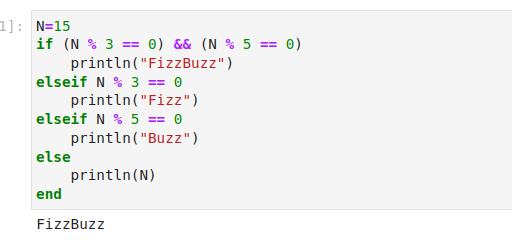 1]:
N=15
if (N % 3 == 0) && (N % 5 == 0)
    println("FizzBuzz")
elseif N % 3 == 0
    println("Fizz")
elseif N % 5 == 0
    println("Buzz")
else
    println(N)
end
FizzBuzz